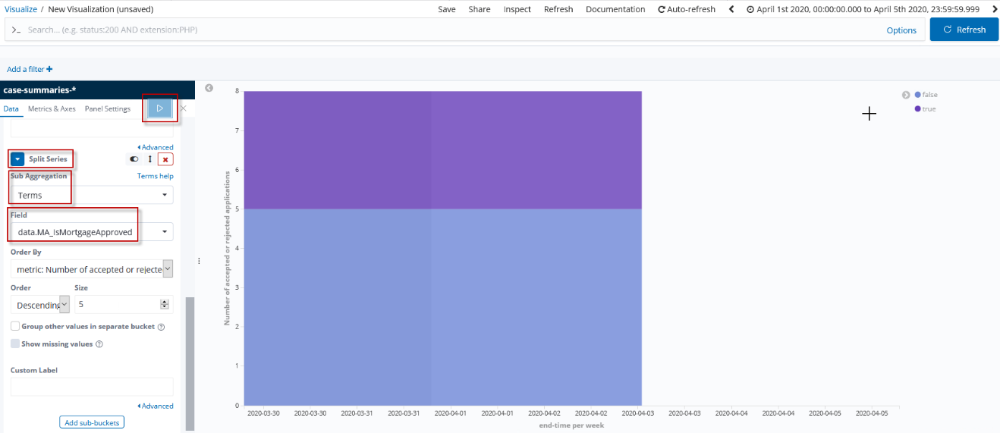 Visualize / New Visualization (unsaved) Save Share Inspect Refresh Documentation Auto-refresh April 1st 2020, 00:00:00.000 to April 5th 2020, 23:59:59.999
>_ Search... (e.g. status:200 AND extension:PHP) Options Refresh
Add a filter +
case-summaries-*
Data Metrics & Axes Panel Settings
Advanced
Split Series
Sub Aggregation Terms help
Terms
Field
data.MA_IsMortgageApproved
Order By
metric: Number of accepted or rejecte
Order Size
Descending 5
Group other values in separate bucket
Show missing values
Custom Label
Advanced
Add sub-buckets
Number of accepted or rejected applications
8
7
6
5
4
3
2
1
0
2020-03-30 2020-03-30 2020-03-31 2020-03-31 2020-04-01 2020-04-01 2020-04-02 2020-04-02 2020-04-03 2020-04-03 2020-04-04 2020-04-04 2020-04-05 2020-04-05
end-time per week
false
true